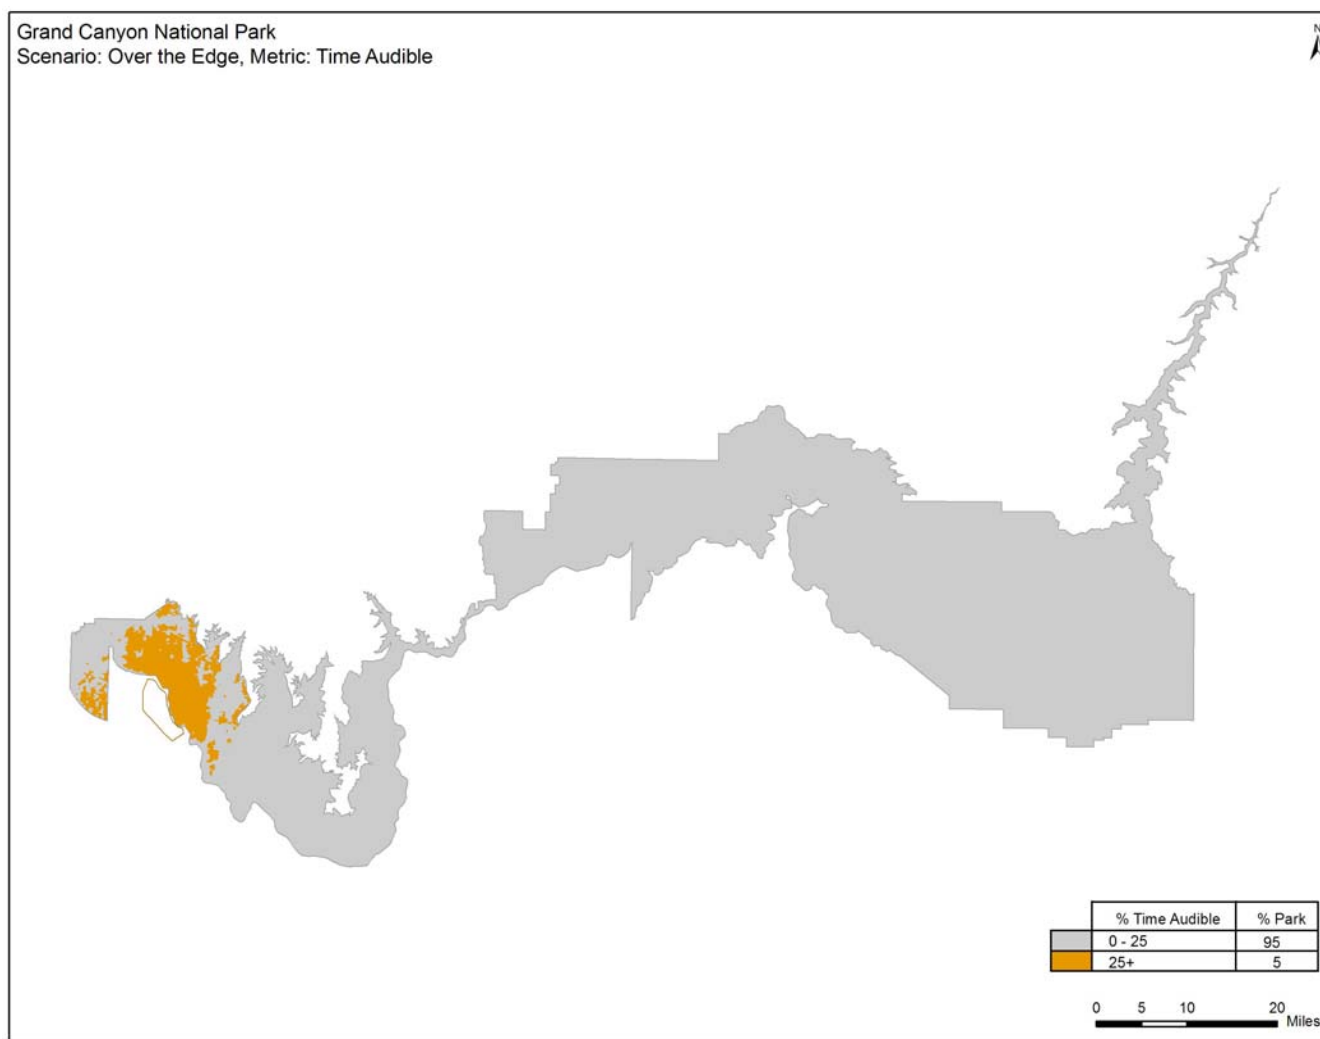 Grand Canyon National Park
Scenario: Over the Edge, Metric: Time Audible
N
% Time Audible % Park
0 - 25 95
25+ 5
0 5 10 20
Miles